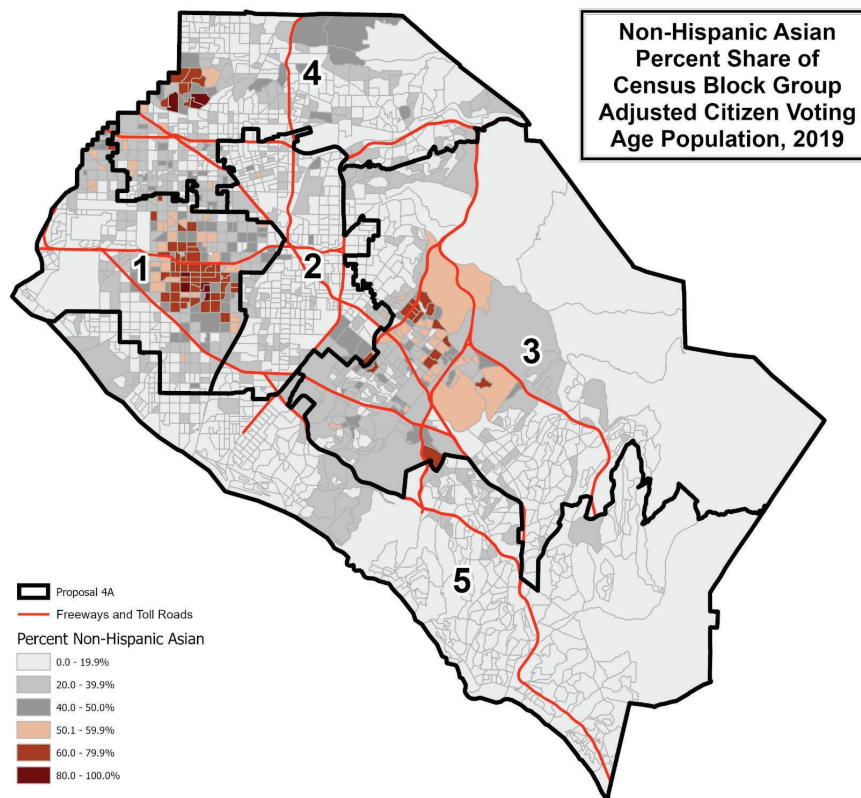 Non-Hispanic Asian
Percent Share of
Census Block Group
Adjusted Citizen Voting
Age Population, 2019
4
1
2
3
5
Proposal 4A
Freeways and Toll Roads
Percent Non-Hispanic Asian
0.0 - 19.9%
20.0 - 39.9%
40.0 - 50.0%
50.1 - 59.9%
60.0 - 79.9%
80.0 - 100.0%